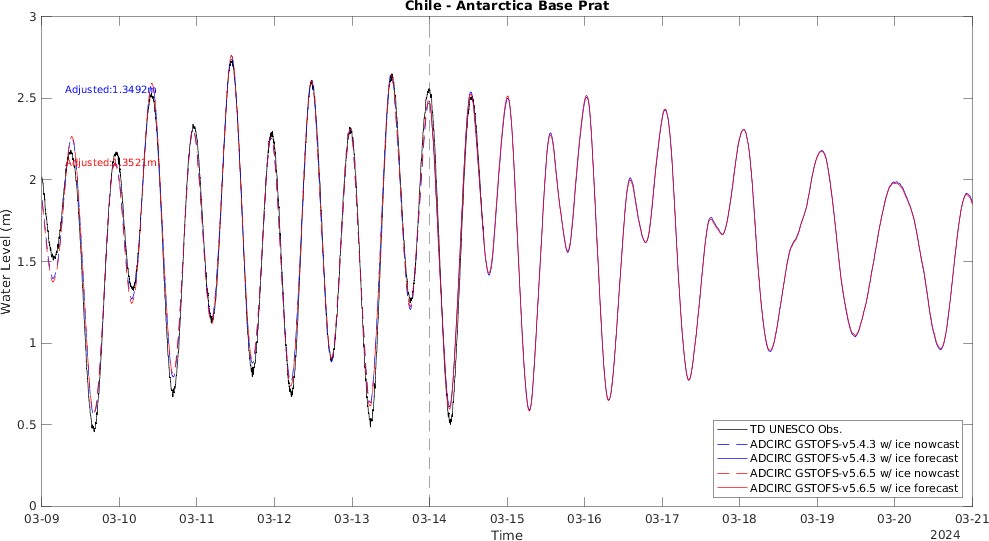 Chile - Antarctica Base Prat
Water Level (m)
3
2.5
2
1.5
1
0.5
0
Adjusted:1.3492m
Adjusted:1.3521m
TD UNESCO Obs.
ADCIRC GSTOFS-v5.4.3 w/ ice nowcast
ADCIRC GSTOFS-v5.4.3 w/ ice forecast
ADCIRC GSTOFS-v5.6.5 w/ ice nowcast
ADCIRC GSTOFS-v5.6.5 w/ ice forecast
03-09 03-10 03-11 03-12 03-13 03-14 03-15 03-16 03-17 03-18 03-19 03-20 03-21
Time
2024